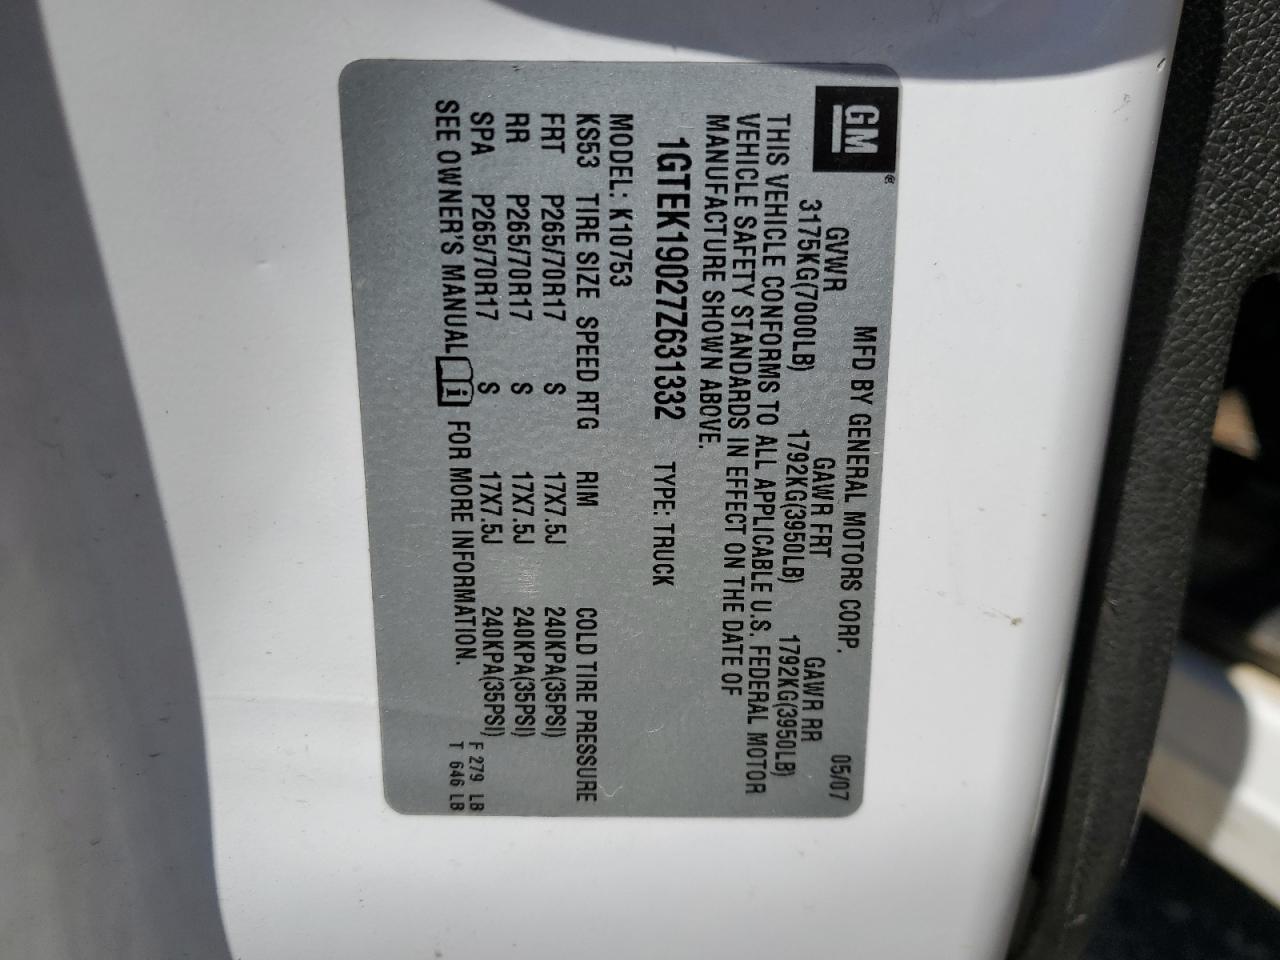 GM®
MFD BY GENERAL MOTORS CORP. 05/07
GVWR GAWR FRT GAWR RR
3175KG(7000LB) 1792KG(3950LB) 1792KG(3950LB)
THIS VEHICLE CONFORMS TO ALL APPLICABLE U.S. FEDERAL MOTOR
VEHICLE SAFETY STANDARDS IN EFFECT ON THE DATE OF
MANUFACTURE SHOWN ABOVE.
1GTEK19027Z631332 TYPE: TRUCK
MODEL: K10753
KS53 TIRE SIZE SPEED RTG RIM COLD TIRE PRESSURE
FRT P265/70R17 S 17X7.5J 240KPA(35PSI)
RR P265/70R17 S 17X7.5J 240KPA(35PSI)
SPA P265/70R17 S 17X7.5J 240KPA(35PSI) F 279 LB
SEE OWNER'S MANUAL i FOR MORE INFORMATION. T 646 LB